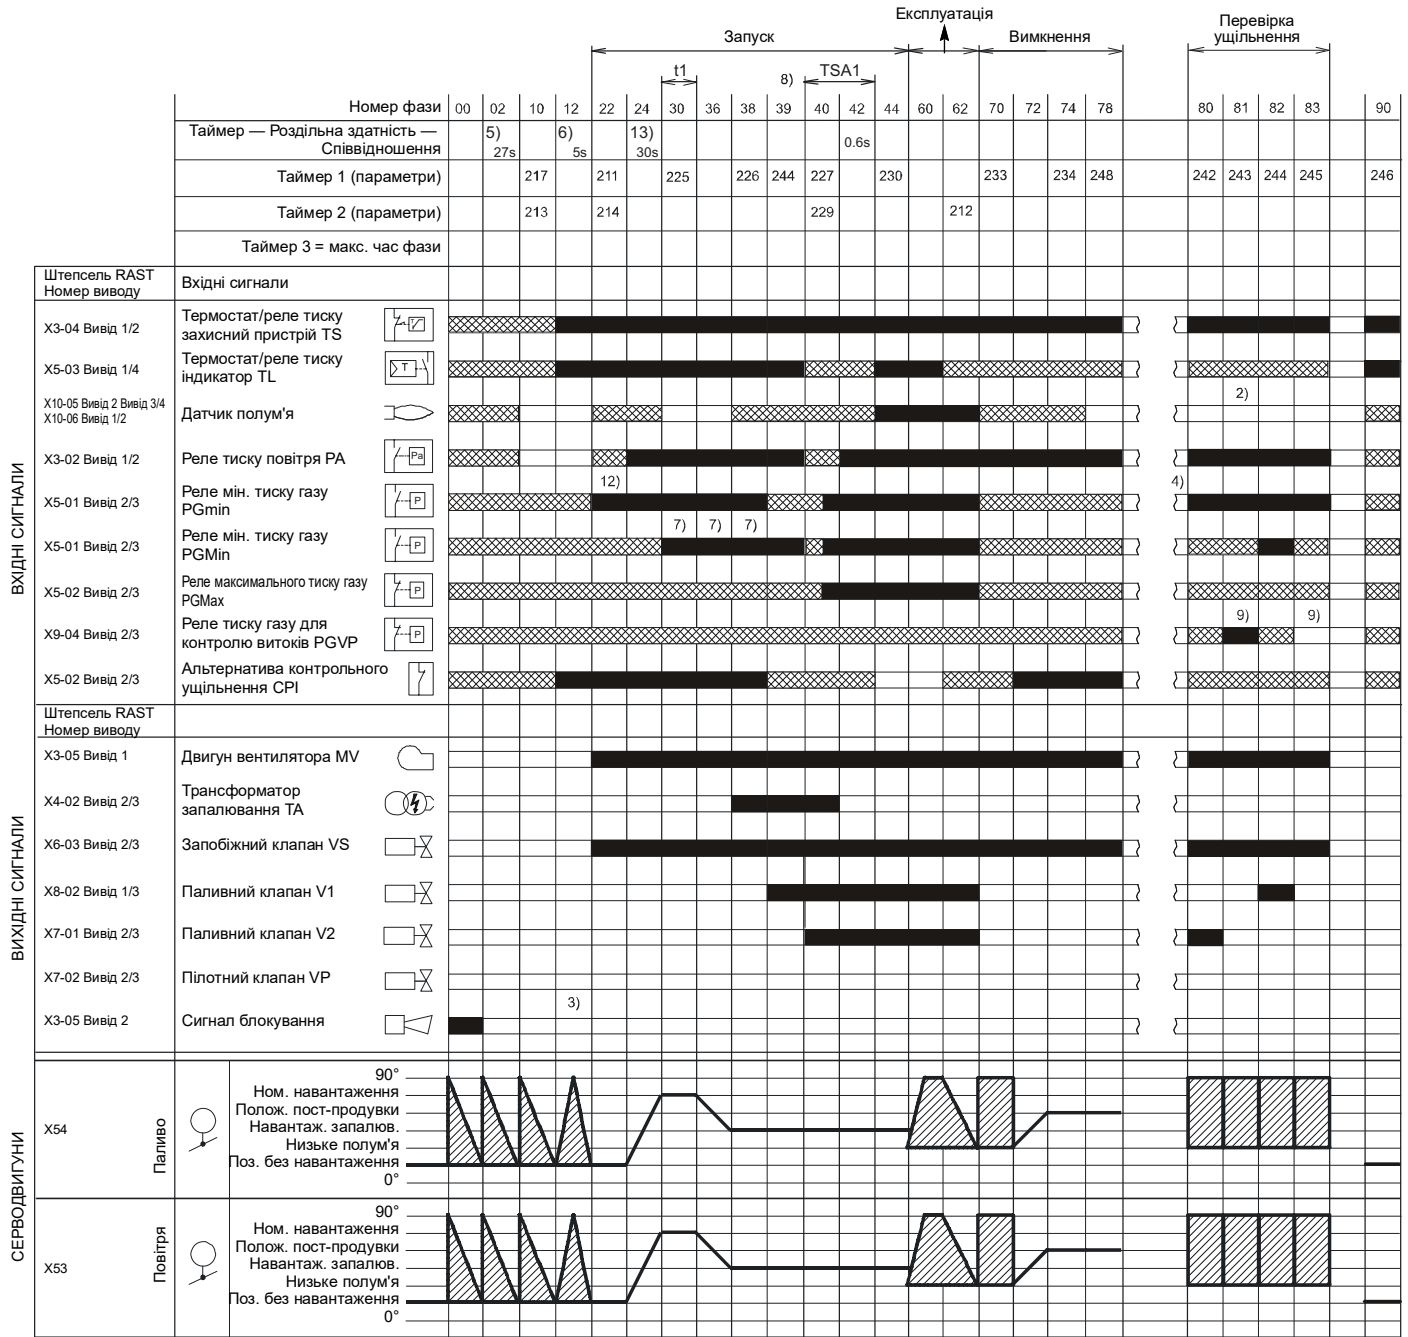 Експлуатація
Запуск
Вимкнення
Перевірка
ущільнення
t1
8)
TSA1
Номер фази 00 02 10 12 22 24 30 36 38 39 40 42 44 60 62 70 72 74 78 80 81 82 83 90
Таймер — Роздільна здатність —
Співвідношення
5) 6) 13)
27s 5s 30s 0.6s
Таймер 1 (параметри) 217 211 225 226 244 227 230 233 234 248 242 243 244 245 246
Таймер 2 (параметри) 213 214 229 212
Таймер 3 = макс. час фази
ВХІДНІ СИГНАЛИ
Штепсель RAST
Номер виводу
Вхідні сигнали
X3-04 Вивід 1/2
Термостат/реле тиску
захисний пристрій TS
X5-03 Вивід 1/4
Термостат/реле тиску
індикатор TL
T
2)
X10-05 Вивід 2 Вивід 3/4
X10-06 Вивід 1/2
Датчик полум'я
X3-02 Вивід 1/2
Реле тиску повітря PA
Pa
12) 4)
X5-01 Вивід 2/3
Реле мін. тиску газу
PGmin
P
7) 7) 7)
X5-01 Вивід 2/3
Реле мін. тиску газу
PGMin
P
X5-02 Вивід 2/3
Реле максимального тиску газу
PGMax
P
9) 9)
X9-04 Вивід 2/3
Реле тиску газу для
контролю витоків PGVP
P
X5-02 Вивід 2/3
Альтернатива контрольного
ущільнення CPI
ВИХІДНІ СИГНАЛИ
Штепсель RAST
Номер виводу
X3-05 Вивід 1
Двигун вентилятора MV
X4-02 Вивід 2/3
Трансформатор
запалювання TA
X6-03 Вивід 2/3
Запобіжний клапан VS
X8-02 Вивід 1/3
Паливний клапан V1
X7-01 Вивід 2/3
Паливний клапан V2
X7-02 Вивід 2/3
Пілотний клапан VP
3)
X3-05 Вивід 2
Сигнал блокування
СЕРВОДВИГУНИ
X54
Паливо
90°
Ном. навантаження
Полож. пост-продувки
Навантаж. запалюв.
Низьке полум'я
Поз. без навантаження
0°
X53
Повітря
90°
Ном. навантаження
Полож. пост-продувки
Навантаж. запалюв.
Низьке полум'я
Поз. без навантаження
0°